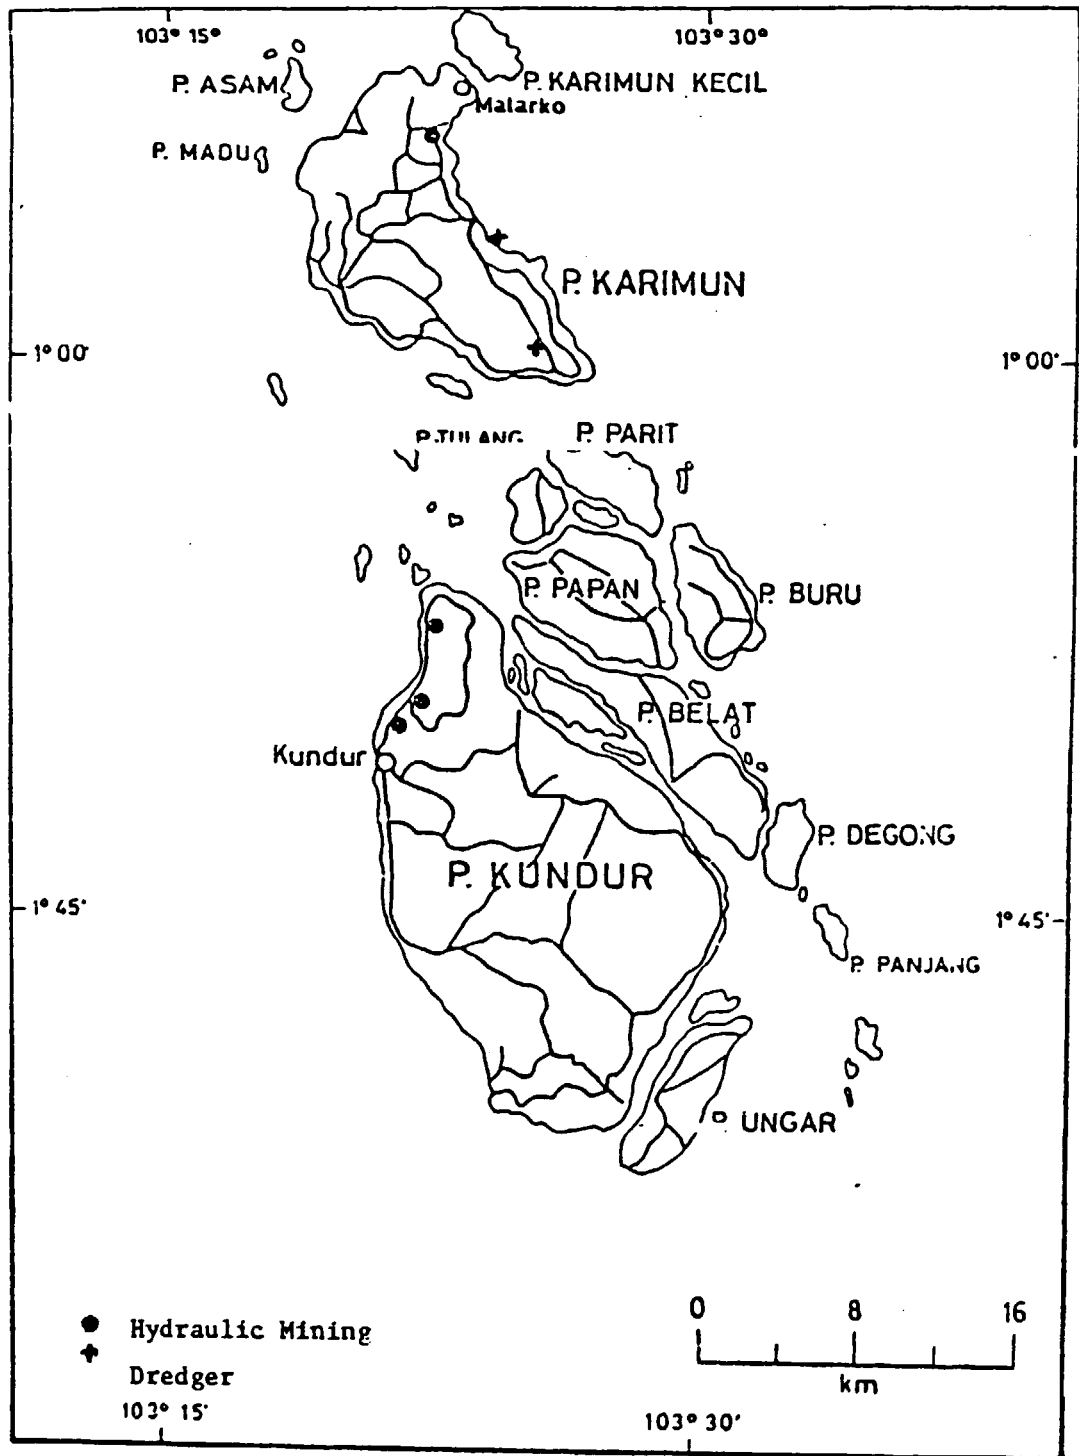 103° 15°
103° 30°
P. ASAM
P. KARIMUN KECIL
Malarko
P. MADU
P. KARIMUN
1° 00'
1° 00'
P. TULANG
P. PARIT
P. PAPAN
P. BURU
P. BELAT
Kundur
P. DEGONG
P. KUNDUR
1° 45'
1° 45'
P. PANJANG
UNGAR
0 8 16
km
Hydraulic Mining
Dredger
103° 15'
103° 30'